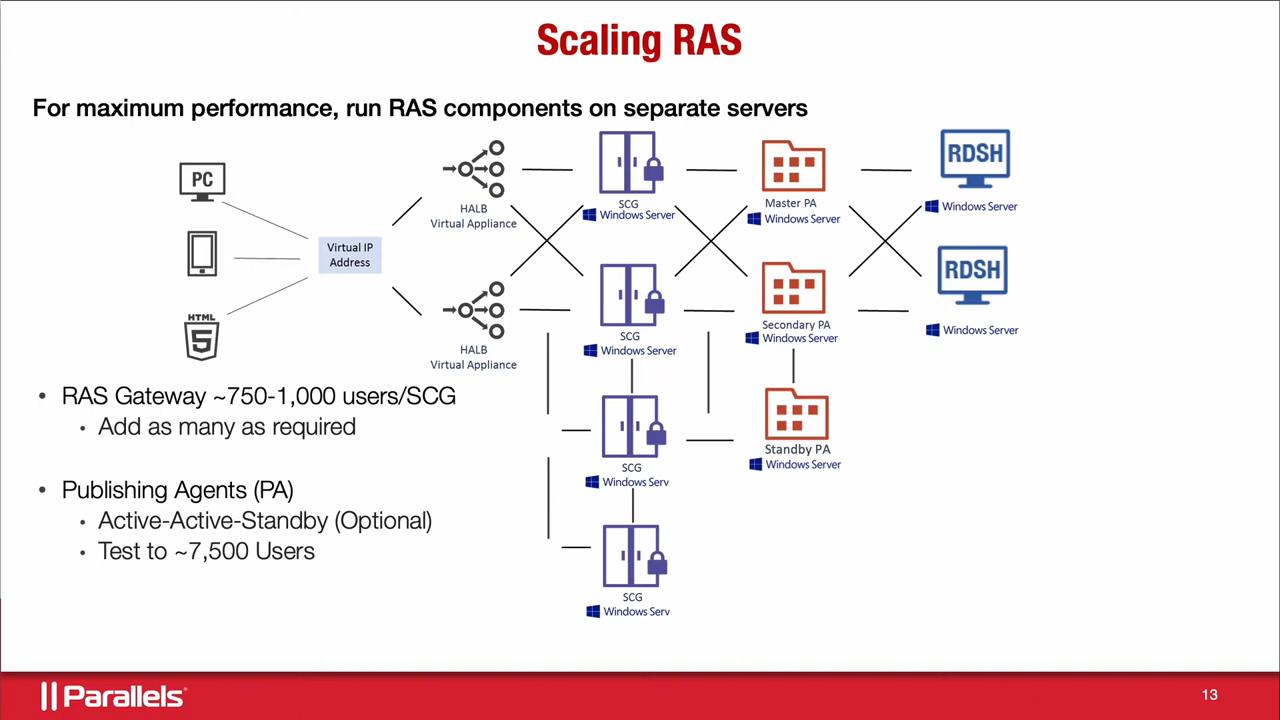 Scaling RAS
For maximum performance, run RAS components on separate servers
PC
HTML
5
Virtual IP
Address
HALB
Virtual Appliance
HALB
Virtual Appliance
SCG
Windows Server
SCG
Windows Server
SCG
Windows Serv
SCG
Windows Serv
Master PA
Windows Server
Secondary PA
Windows Server
Standby PA
Windows Server
RDSH
Windows Server
RDSH
Windows Server
• RAS Gateway ~750-1,000 users/SCG
• Add as many as required
• Publishing Agents (PA)
• Active-Active-Standby (Optional)
• Test to ~7,500 Users
Parallels®
13